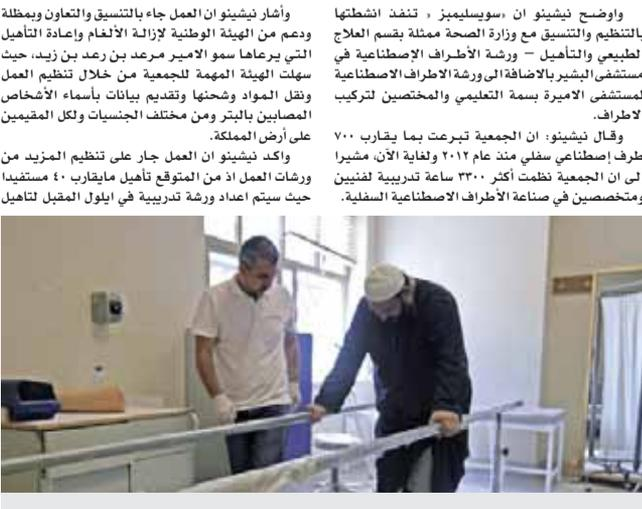 واوضح نيشينو ان «سويسليمبز » تنفذ انشطتها
بالتنظيم والتنسيق مع وزارة الصحة ممثلة بقسم العلاج
الطبيعي والتأهيل – ورشة الأطراف الإصطناعية في
مستشفى البشير بالاضافة الى ورشة الاطراف الاصطناعية
لمستشفى الاميرة بسمة التعليمي والمختصين لتركيب
الاطراف.
وقال نيشينو: ان الجمعية تبرعت بما يقارب ٧٠٠
طرف إصطناعي سفلي منذ عام ٢٠١٢ ولغاية الآن، مشيرا
الى ان الجمعية نظمت أكثر ٣٣٠٠ ساعة تدريبية لفنيين
ومتخصصين في صناعة الأطراف الاصطناعية السفلية.
وأشار نيشينو ان العمل جاء بالتنسيق والتعاون وبمظلة
ودعم من الهيئة الوطنية لإزالة الألغام وإعادة التأهيل
التي يرعاها سمو الامير مرعد بن رعد بن زيد، حيث
سهلت الهيئة المهمة للجمعية من خلال تنظيم العمل
ونقل المواد وشحنها وتقديم بيانات بأسماء الأشخاص
المصابين بالبتر ومن مختلف الجنسيات ولكل المقيمين
على أرض المملكة.
واكد نيشينو ان العمل جار على تنظيم المزيد من
ورشات العمل اذ من المتوقع تأهيل مايقارب ٤٠ مستفيدا
حيث سيتم اعداد ورشة تدريبية في ايلول المقبل لتاهيل